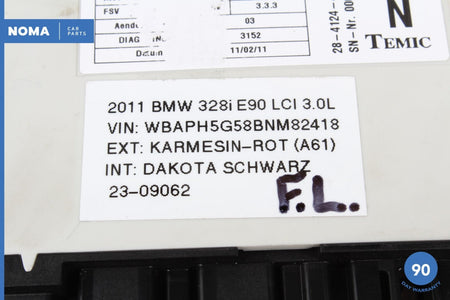 NOMA CAR PARTS
FSV 3.3.3
03
DIAG 3152
Datum 11/02/11
N
TEMIC
28-4124-
SN-Nr. 00
2011 BMW 328i E90 LCI 3.0L
VIN: WBAPH5G58BNM82418
EXT: KARMESIN-ROT (A61)
INT: DAKOTA SCHWARZ
23-09062
F.L.
90
DAY WARRANTY